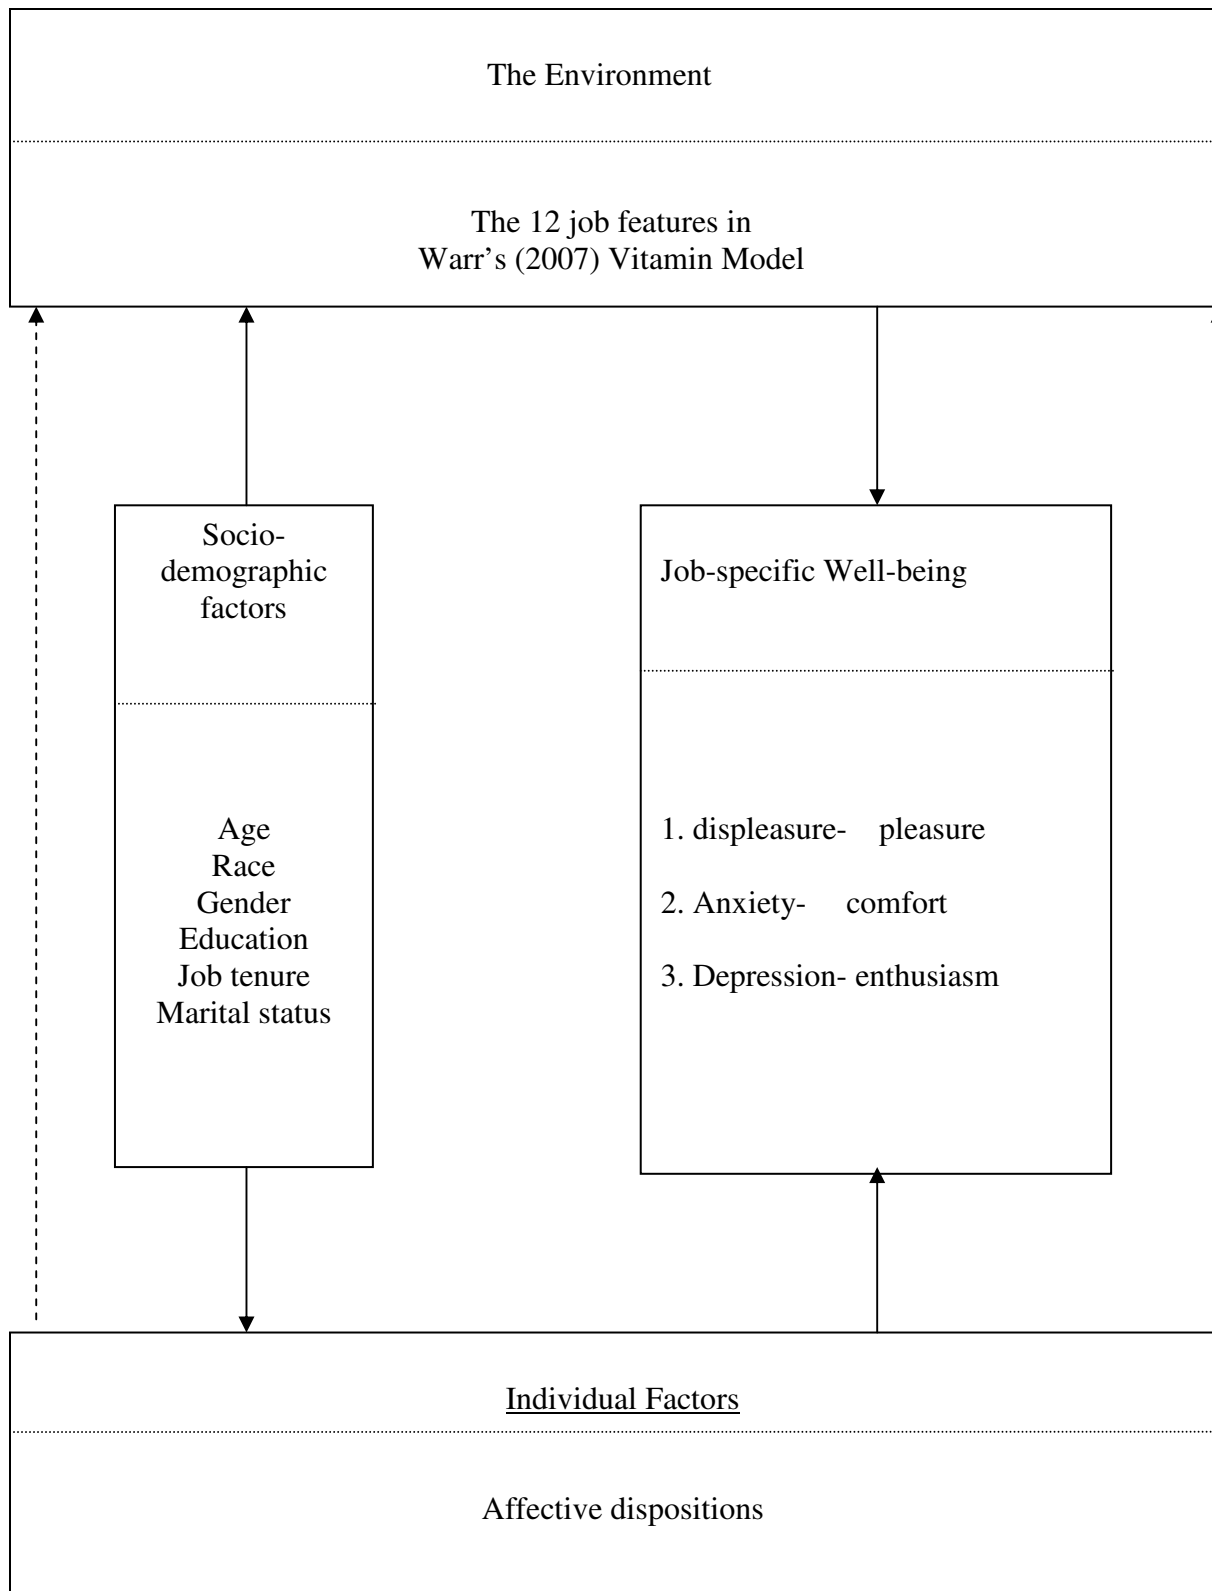 The Environment
The 12 job features in
Warr’s (2007) Vitamin Model
Socio-
demographic
factors
Age
Race
Gender
Education
Job tenure
Marital status
Job-specific Well-being
1. displeasure- pleasure
2. Anxiety- comfort
3. Depression- enthusiasm
Individual Factors
Affective dispositions